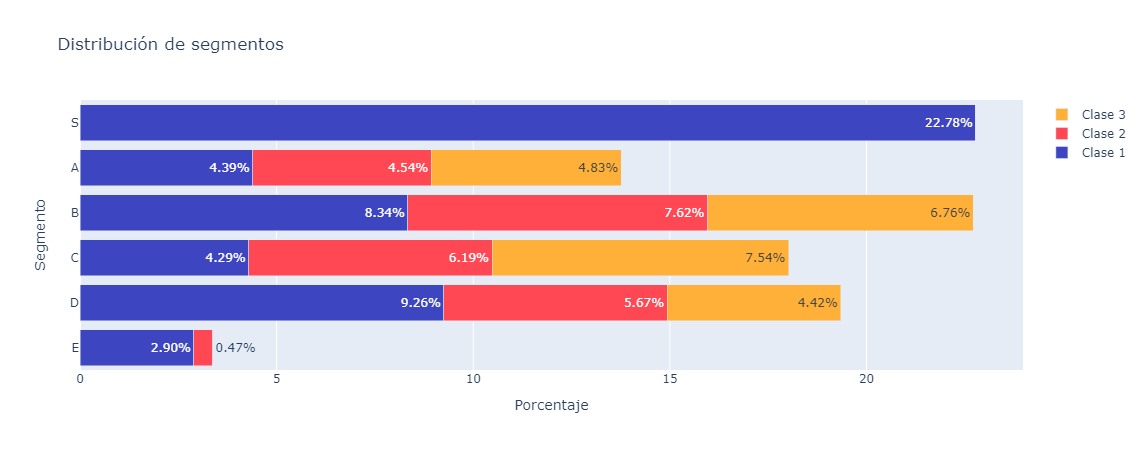 Distribución de segmentos
S 22.78%
A 4.39% 4.54% 4.83%
B 8.34% 7.62% 6.76%
C 4.29% 6.19% 7.54%
D 9.26% 5.67% 4.42%
E 2.90% 0.47%
0 5 10 15 20
Porcentaje
Segmento
Clase 3
Clase 2
Clase 1